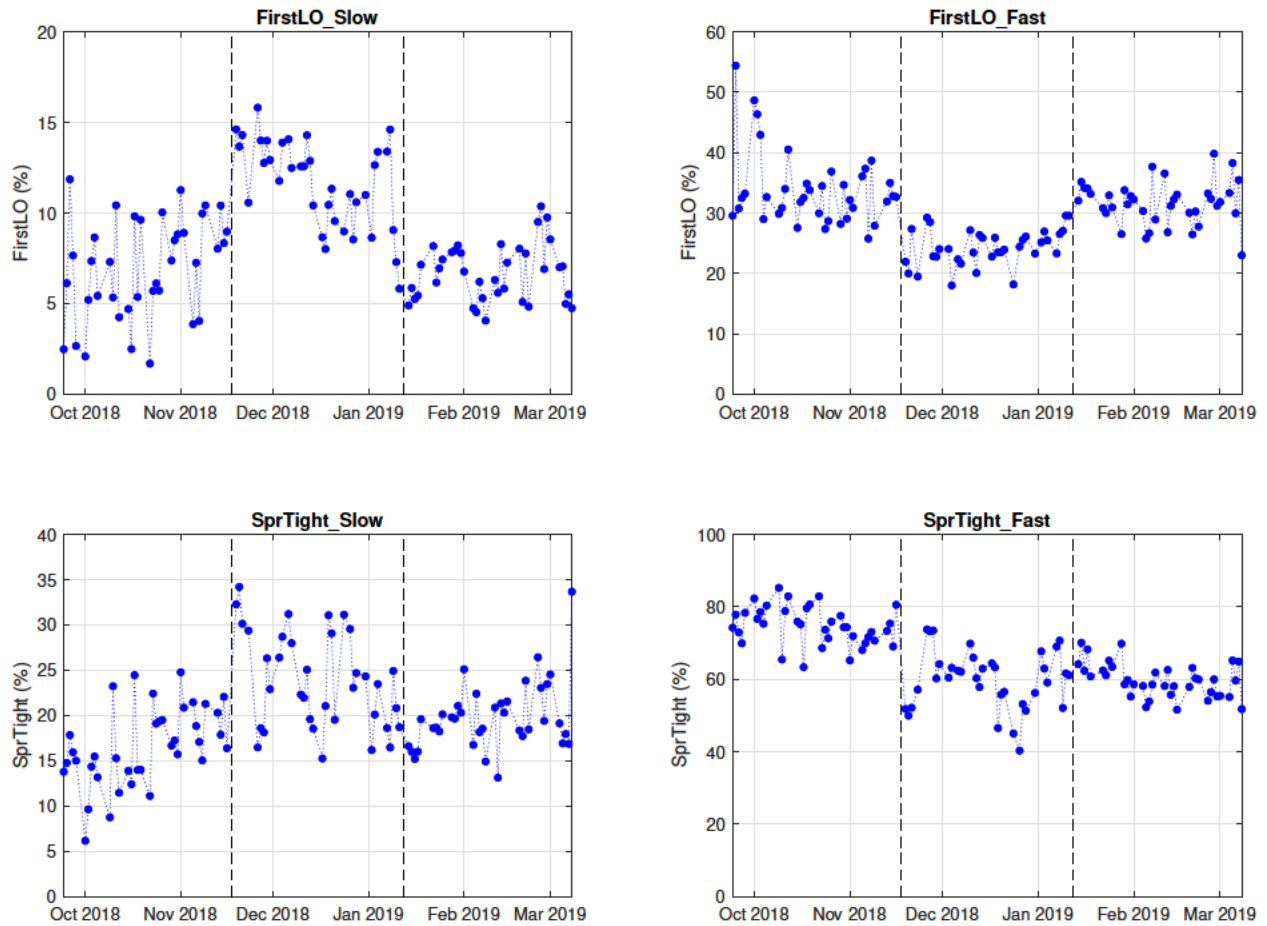 FirstLO_Slow
FirstLO (%)
20
15
10
5
0
Oct 2018 Nov 2018 Dec 2018 Jan 2019 Feb 2019 Mar 2019
FirstLO_Fast
FirstLO (%)
60
50
40
30
20
10
0
Oct 2018 Nov 2018 Dec 2018 Jan 2019 Feb 2019 Mar 2019
SprTight_Slow
SprTight (%)
40
35
30
25
20
15
10
5
0
Oct 2018 Nov 2018 Dec 2018 Jan 2019 Feb 2019 Mar 2019
SprTight_Fast
SprTight (%)
100
80
60
40
20
0
Oct 2018 Nov 2018 Dec 2018 Jan 2019 Feb 2019 Mar 2019